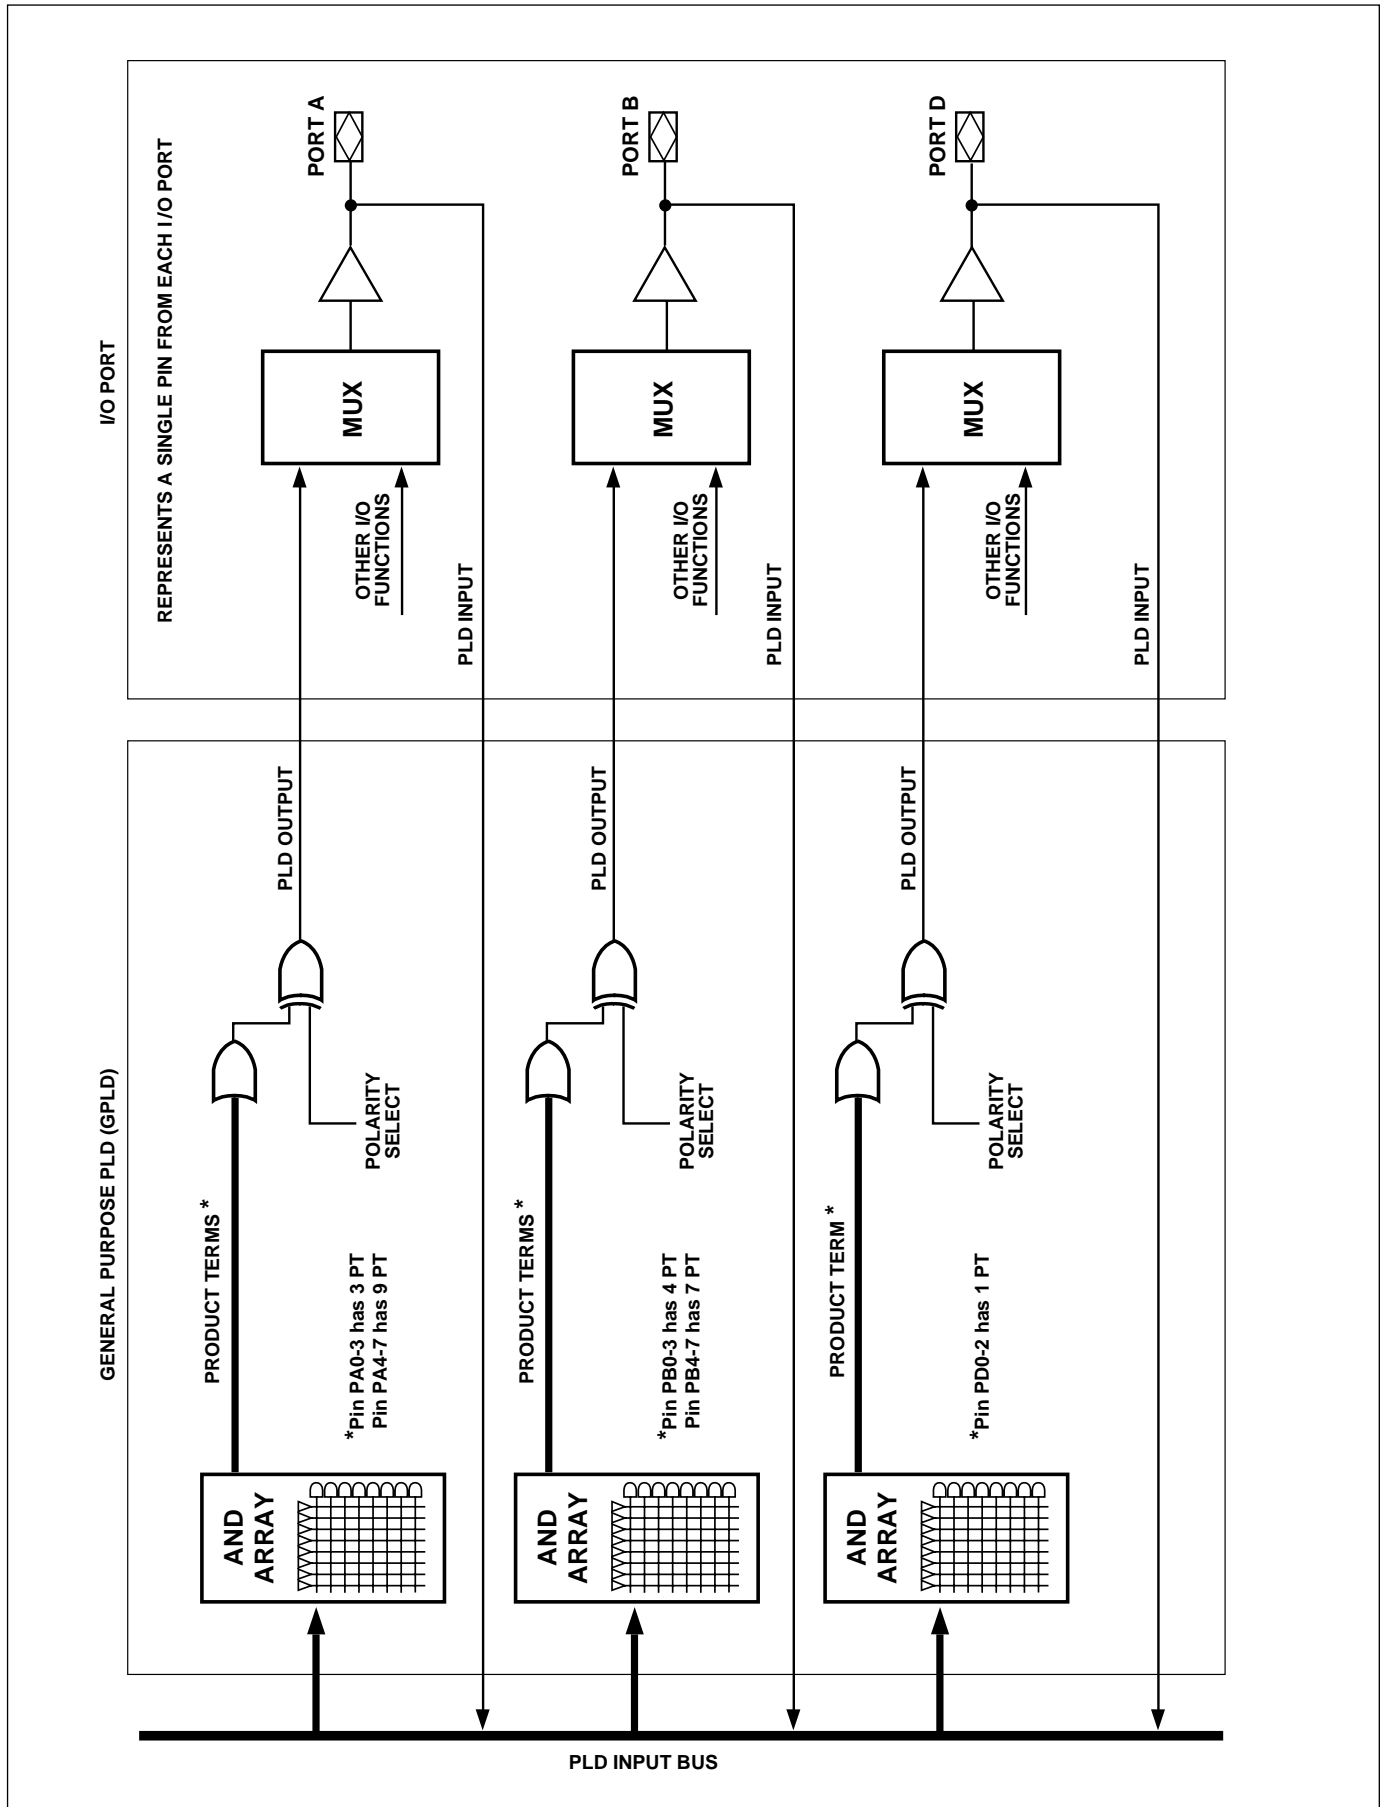 GENERAL PURPOSE PLD (GPLD)
I/O PORT
REPRESENTS A SINGLE PIN FROM EACH I/O PORT
PLD INPUT BUS
AND
ARRAY
PRODUCT TERMS *
*Pin PA0-3 has 3 PT
Pin PA4-7 has 9 PT
POLARITY
SELECT
PLD OUTPUT
OTHER I/O
FUNCTIONS
MUX
PORT A
PLD INPUT
AND
ARRAY
PRODUCT TERMS *
*Pin PB0-3 has 4 PT
Pin PB4-7 has 7 PT
POLARITY
SELECT
PLD OUTPUT
OTHER I/O
FUNCTIONS
MUX
PORT B
PLD INPUT
AND
ARRAY
PRODUCT TERM *
*Pin PD0-2 has 1 PT
POLARITY
SELECT
PLD OUTPUT
OTHER I/O
FUNCTIONS
MUX
PORT D
PLD INPUT